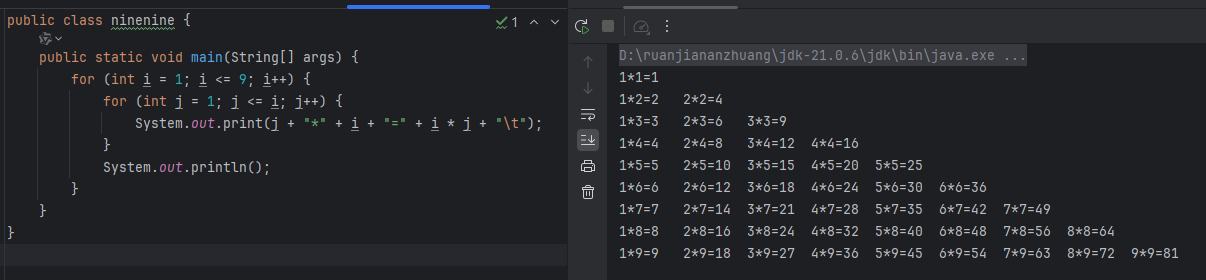 public class ninenine {
1
public static void main(String[] args) {
for (int i = 1; i <= 9; i++) {
for (int j = 1; j <= i; j++) {
System.out.print(j + "*" + i + "=" + i * j + "\t");
}
System.out.println();
}
}
}
D:\ruanjiananzhuang\jdk-21.0.6\jdk\bin\java.exe ...
1*1=1
1*2=2 2*2=4
1*3=3 2*3=6 3*3=9
1*4=4 2*4=8 3*4=12 4*4=16
1*5=5 2*5=10 3*5=15 4*5=20 5*5=25
1*6=6 2*6=12 3*6=18 4*6=24 5*6=30 6*6=36
1*7=7 2*7=14 3*7=21 4*7=28 5*7=35 6*7=42 7*7=49
1*8=8 2*8=16 3*8=24 4*8=32 5*8=40 6*8=48 7*8=56 8*8=64
1*9=9 2*9=18 3*9=27 4*9=36 5*9=45 6*9=54 7*9=63 8*9=72 9*9=81